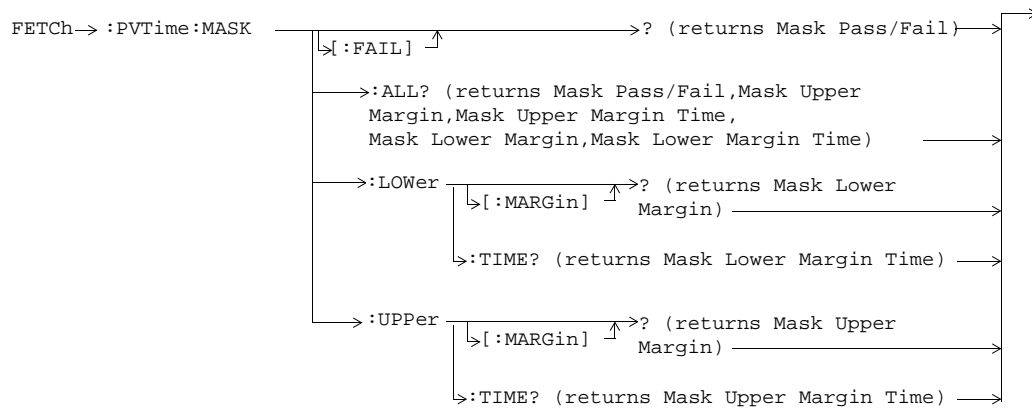 FETCh :PVTime:MASK ? (returns Mask Pass/Fail)
[:FAIL]
:ALL? (returns Mask Pass/Fail,Mask Upper
Margin,Mask Upper Margin Time,
Mask Lower Margin,Mask Lower Margin Time)
:LOWer ? (returns Mask Lower
[:MARGin] Margin)
:TIME? (returns Mask Lower Margin Time)
:UPPer ? (returns Mask Upper
[:MARGin] Margin)
:TIME? (returns Mask Upper Margin Time)